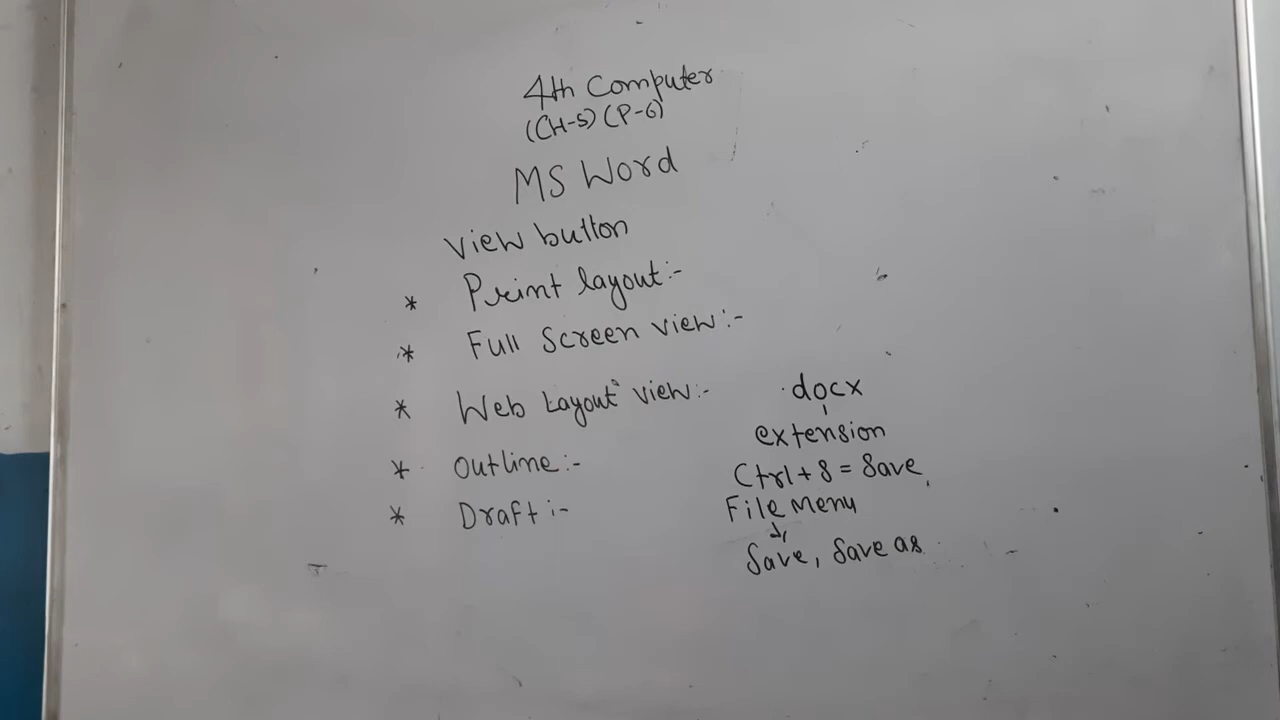 4th Computer
(CH-5) (P-6)
MS Word
View button
* Print layout:-
* Full Screen view:-
* Web Layout view:-
* Outline:-
* Draft:-
.docx
extension
Ctrl+S = Save
File Menu
Save, Save as